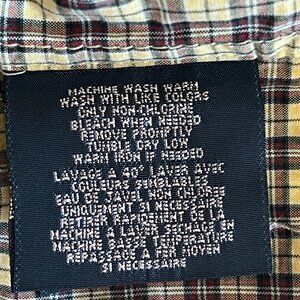 MACHINE WASH WARM
WASH WITH LIKE COLORS
ONLY NON-CHLORINE
BLEACH WHEN NEEDED
REMOVE PROMPTLY
TUMBLE DRY LOW
WARM IRON IF NEEDED
LAVAGE A 40° LAVER AVEC
COULEURS SEMBLABLES
EAU DE JAVEL NON CHLOREE
UNIQUEMENT SI NECESSAIRE
RETIRER RAPIDEMENT DE LA
MACHINE A LAVER SECHAGE EN
MACHINE BASSE TEMPERATURE
REPASSAGE A FER MOYEN
SI NECESSAIRE